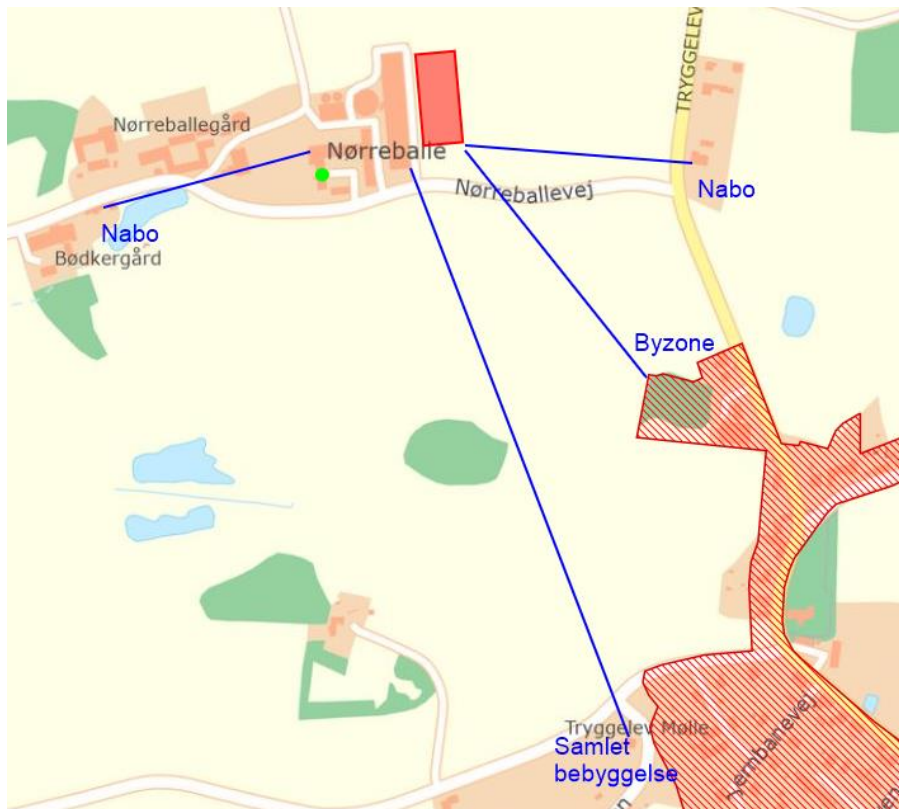 TRYGGELEV
Nørreballegård
Nørreballe
Nørreballevej
Nabo
Nabo
Bødkergård
Byzone
Tryggelev Mølle
Samlet
bebyggelse